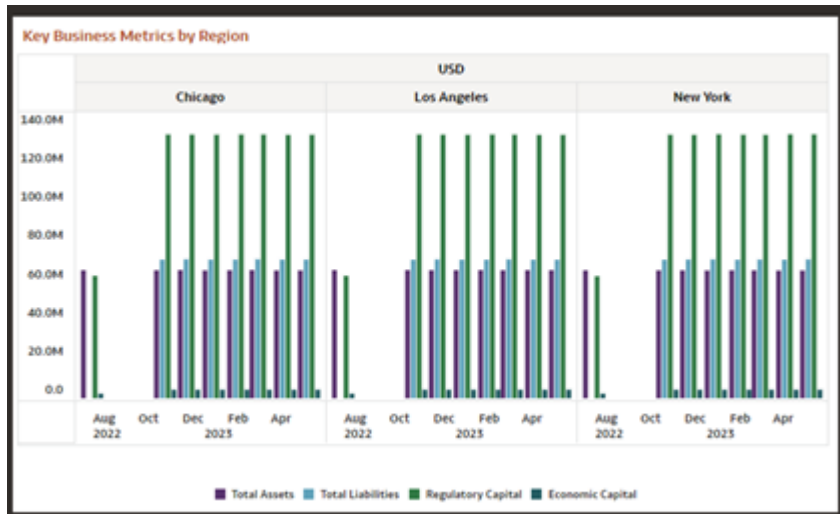 Key Business Metrics by Region
USD
Chicago Los Angeles New York
140.0M
120.0M
100.0M
80.0M
60.0M
40.0M
20.0M
0.0
Aug Oct Dec Feb Apr Aug Oct Dec Feb Apr Aug Oct Dec Feb Apr
2022 2023 2022 2023 2022 2023
Total Assets Total Liabilities Regulatory Capital Economic Capital